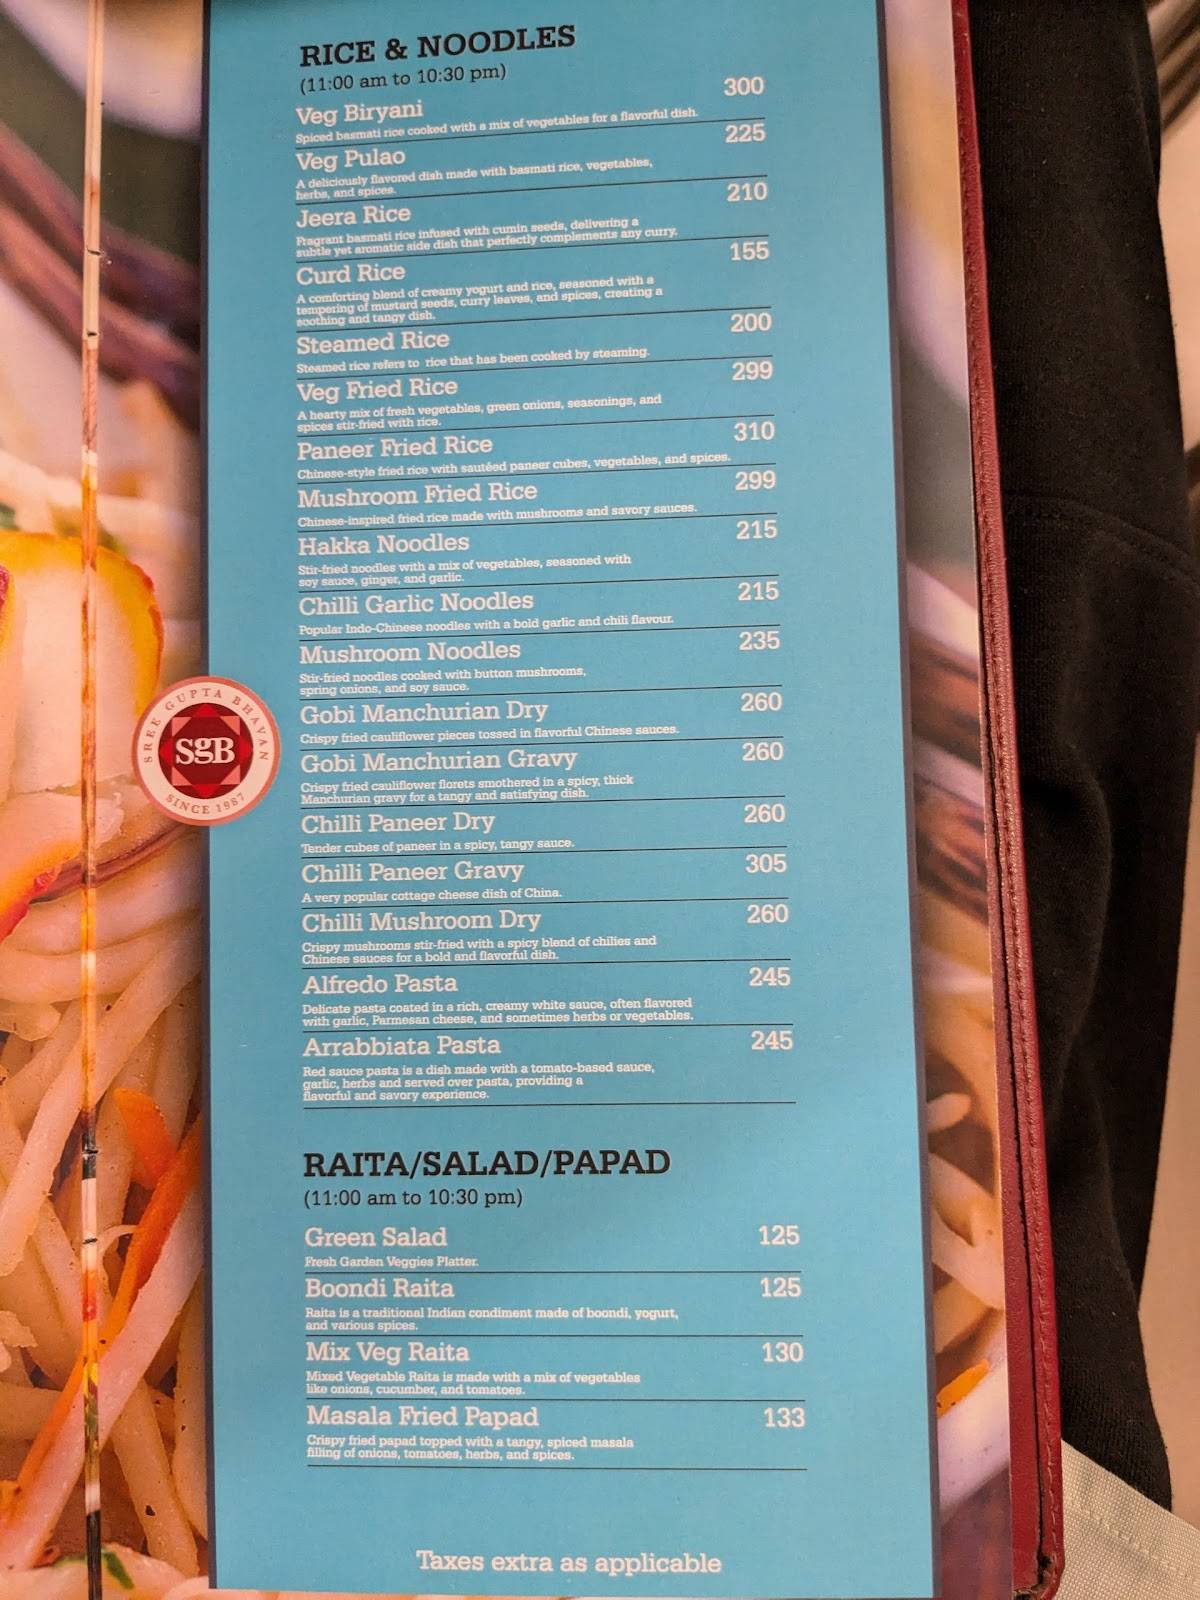 RICE & NOODLES
(11:00 am to 10:30 pm)
Veg Biryani 300
Spiced basmati rice cooked with a mix of vegetables for a flavorful dish.
Veg Pulao 225
A deliciously flavored dish made with basmati rice, vegetables,
herbs, and spices.
Jeera Rice 210
Fragrant basmati rice infused with cumin seeds, delivering a
subtle yet aromatic side dish that perfectly complements any curry.
Curd Rice 155
A comforting blend of creamy yogurt and rice, seasoned with a
tempering of mustard seeds, curry leaves, and spices, creating a
soothing and tangy dish.
Steamed Rice 200
Steamed rice refers to rice that has been cooked by steaming.
Veg Fried Rice 299
A hearty mix of fresh vegetables, green onions, seasonings, and
spices stir-fried with rice.
Paneer Fried Rice 310
Chinese-style fried rice with sautéed paneer cubes, vegetables, and spices.
Mushroom Fried Rice 299
Chinese-inspired fried rice made with mushrooms and savory sauces.
Hakka Noodles 215
Stir-fried noodles with a mix of vegetables, seasoned with
soy sauce, ginger, and garlic.
Chilli Garlic Noodles 215
Popular Indo-Chinese noodles with a bold garlic and chili flavour.
Mushroom Noodles 235
Stir-fried noodles cooked with button mushrooms,
spring onions, and soy sauce.
Gobi Manchurian Dry 260
Crispy fried cauliflower pieces tossed in flavorful Chinese sauces.
Gobi Manchurian Gravy 260
Crispy fried cauliflower florets smothered in a spicy, thick
Manchurian gravy for a tangy and satisfying dish.
Chilli Paneer Dry 260
Tender cubes of paneer in a spicy, tangy sauce.
Chilli Paneer Gravy 305
A very popular cottage cheese dish of China.
Chilli Mushroom Dry 260
Crispy mushrooms stir-fried with a spicy blend of chilies and
Chinese sauces for a bold and flavorful dish.
Alfredo Pasta 245
Delicate pasta coated in a rich, creamy white sauce, often flavored
with garlic, Parmesan cheese, and sometimes herbs or vegetables.
Arrabbiata Pasta 245
Red sauce pasta is a dish made with a tomato-based sauce,
garlic, herbs and served over pasta, providing a
flavorful and savory experience.
SREE GUPTA BHAVAN
SgB
SINCE 1987
RAITA/SALAD/PAPAD
(11:00 am to 10:30 pm)
Green Salad 125
Fresh Garden Veggies Platter.
Boondi Raita 125
Raita is a traditional Indian condiment made of boondi, yogurt,
and various spices.
Mix Veg Raita 130
Mixed Vegetable Raita is made with a mix of vegetables
like onions, cucumber, and tomatoes.
Masala Fried Papad 133
Crispy fried papad topped with a tangy, spiced masala
filling of onions, tomatoes, herbs, and spices.
Taxes extra as applicable